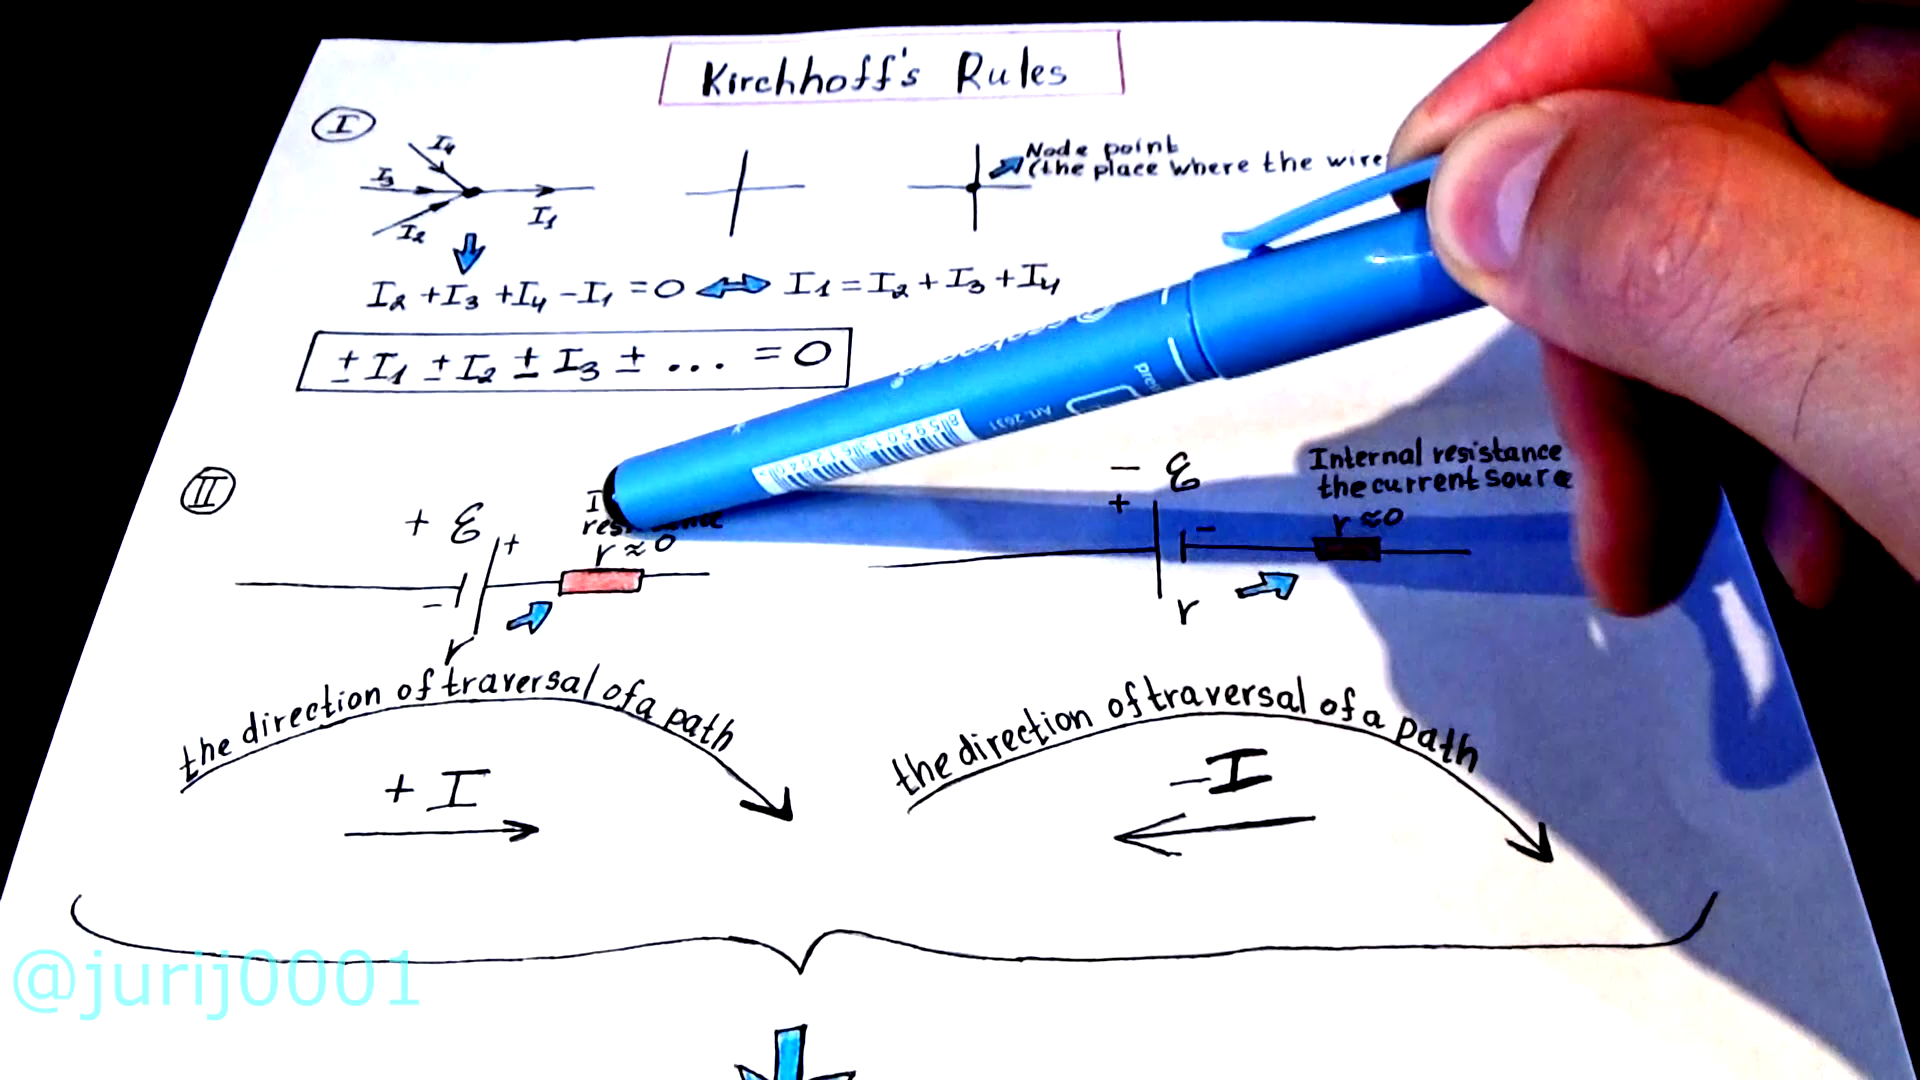 Kirchhoff's Rules
I
I4
I3
I2
I1
Node point
(the place where the wire
I2 + I3 + I4 - I1 = 0 ⇔ I1 = I2 + I3 + I4
± I1 ± I2 ± I3 ± ... = 0
II
+ ε
+
-
r ≈ 0
r
- ε
+
-
Internal resistance
the current source
r ≈ 0
r
the direction of traversal of a path
+ I
the direction of traversal of a path
- I
Art. 2631
@jurij0001